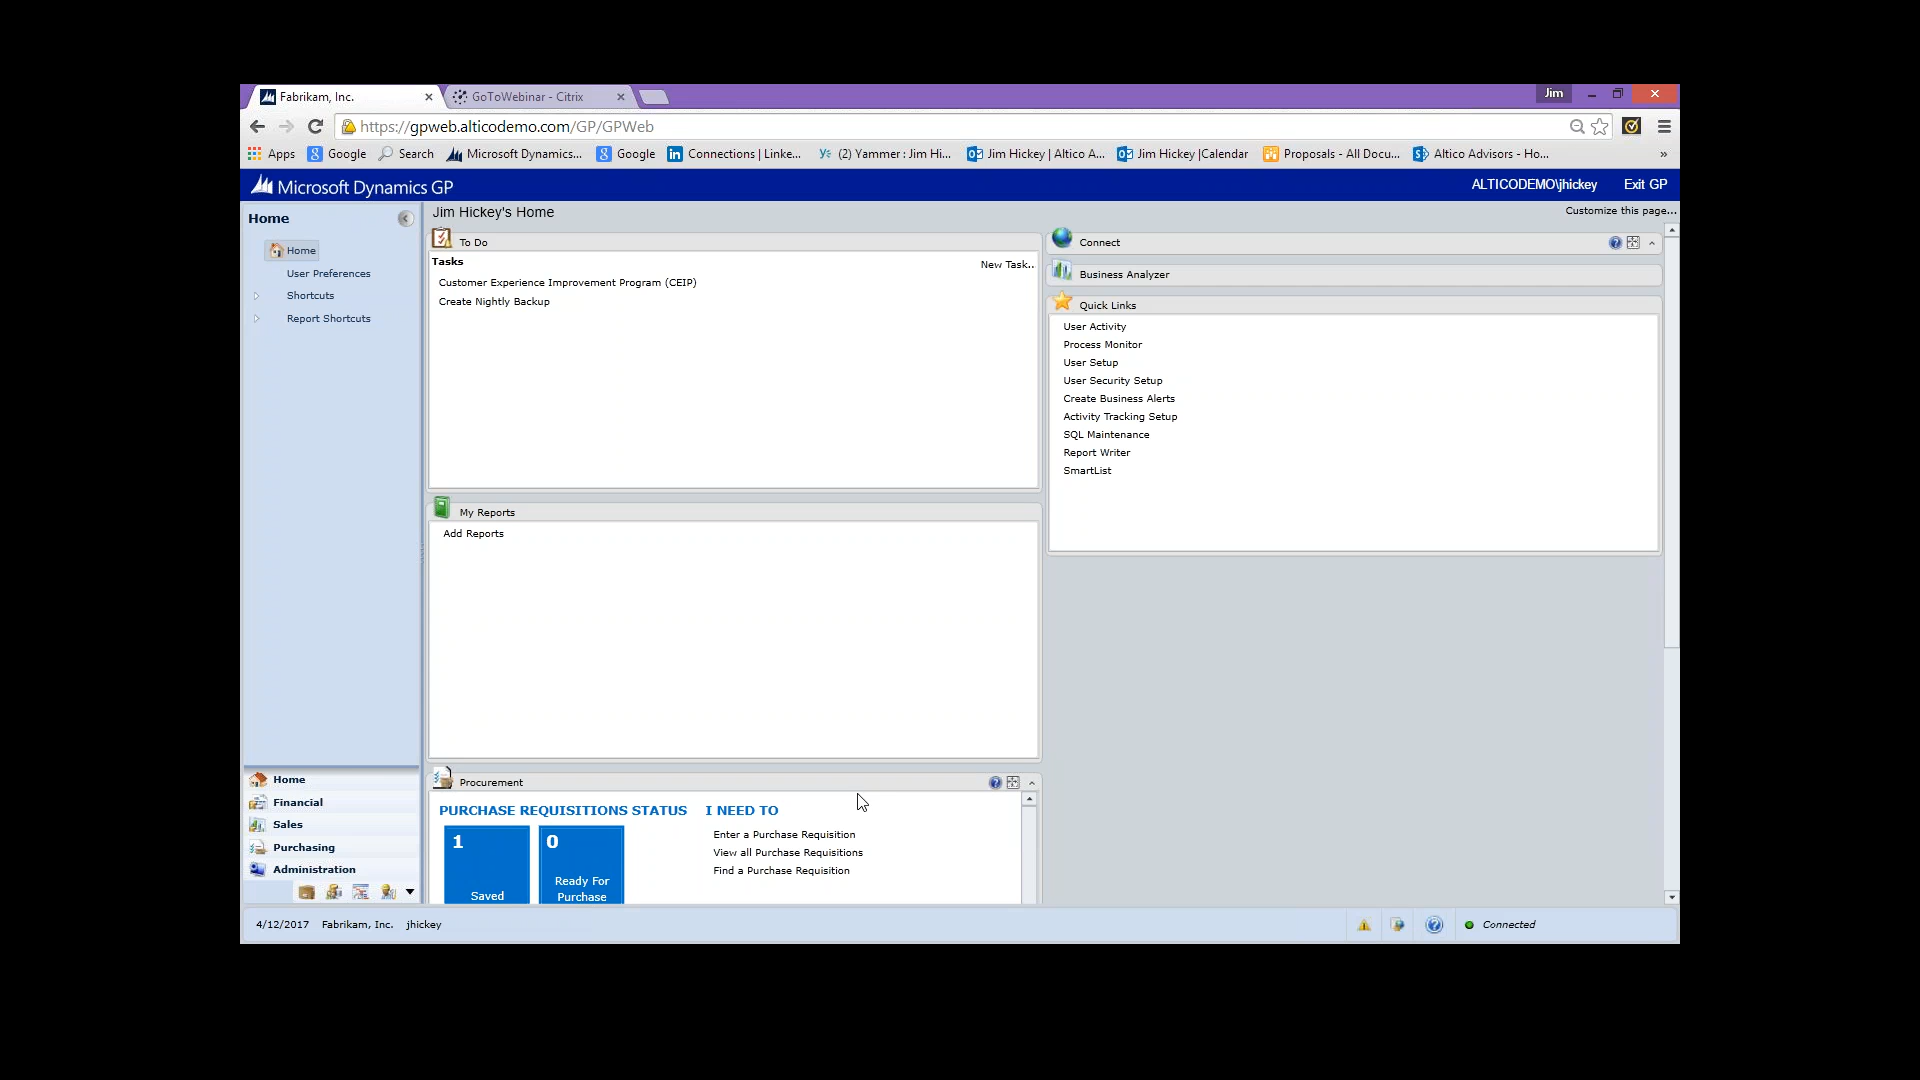 Fabrikam, Inc.
GoToWebinar - Citrix
Jim
https://gpweb.alticodemo.com/GP/GPWeb
Apps
Google
Search
Microsoft Dynamics...
Google
Connections | Linke...
(2) Yammer : Jim Hi...
Jim Hickey | Altico A...
Jim Hickey |Calendar
Proposals - All Docu...
Altico Advisors - Ho...
»
Microsoft Dynamics GP
ALTICODEMO\jhickey
Exit GP
Home
Jim Hickey's Home
Customize this page...
Home
User Preferences
Shortcuts
Report Shortcuts
To Do
Tasks
New Task..
Customer Experience Improvement Program (CEIP)
Create Nightly Backup
My Reports
Add Reports
Procurement
PURCHASE REQUISITIONS STATUS
1
Saved
0
Ready For
Purchase
I NEED TO
Enter a Purchase Requisition
View all Purchase Requisitions
Find a Purchase Requisition
Connect
Business Analyzer
Quick Links
User Activity
Process Monitor
User Setup
User Security Setup
Create Business Alerts
Activity Tracking Setup
SQL Maintenance
Report Writer
SmartList
Home
Financial
Sales
Purchasing
Administration
4/12/2017 Fabrikam, Inc. jhickey
Connected